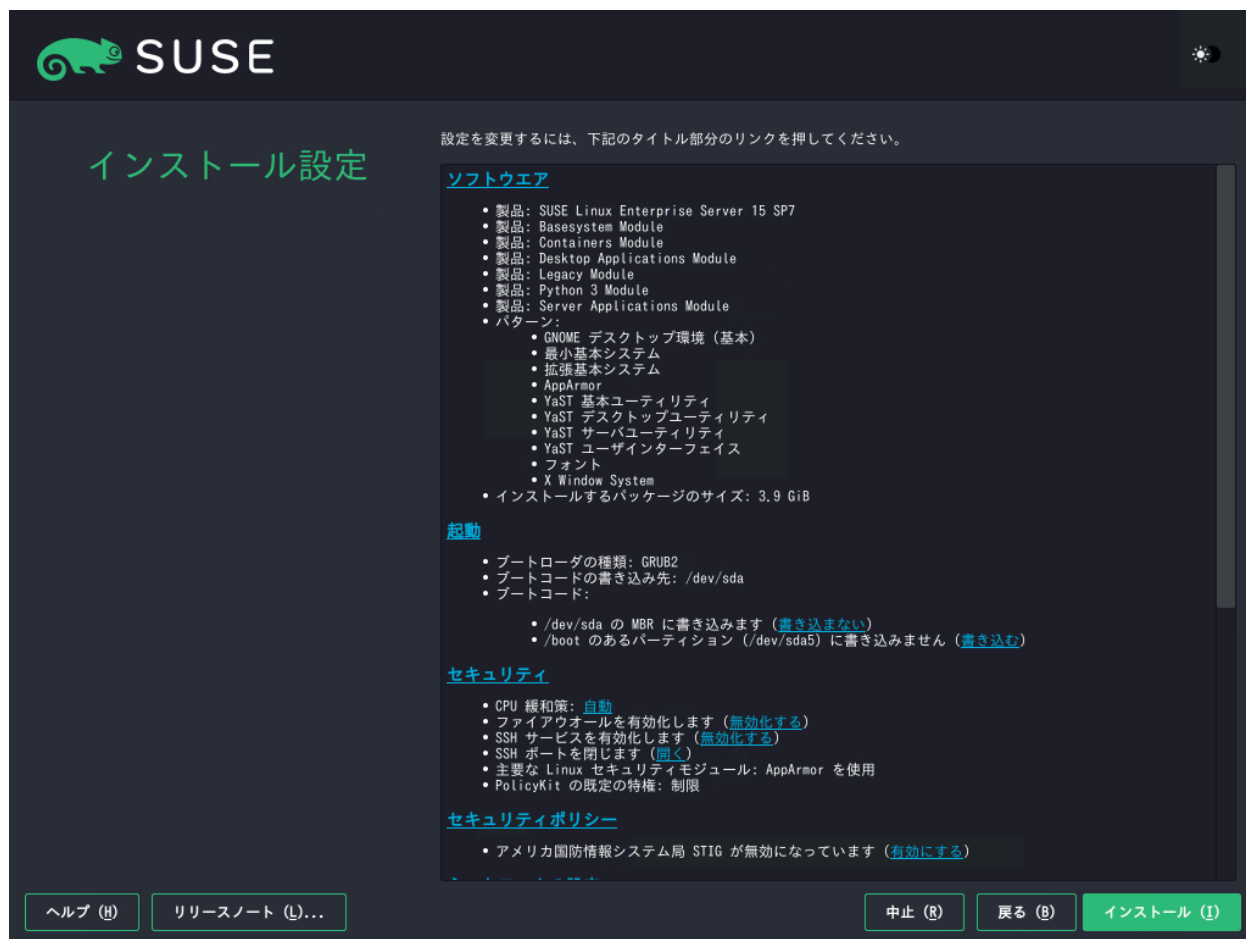 SUSE
インストール設定
設定を変更するには、下記のタイトル部分のリンクを押してください。
ソフトウエア
• 製品: SUSE Linux Enterprise Server 15 SP7
• 製品: Basesystem Module
• 製品: Containers Module
• 製品: Desktop Applications Module
• 製品: Legacy Module
• 製品: Python 3 Module
• 製品: Server Applications Module
• パターン:
• GNOME デスクトップ環境 (基本)
• 最小基本システム
• 拡張基本システム
• AppArmor
• YaST 基本ユーティリティ
• YaST デスクトップユーティリティ
• YaST サーバユーティリティ
• YaST ユーザインターフェイス
• フォント
• X Window System
• インストールするパッケージのサイズ: 3.9 GiB
起動
• ブートローダの種類: GRUB2
• ブートコードの書き込み先: /dev/sda
• ブートコード:
• /dev/sda の MBR に書き込みます (書き込まない)
• /boot のあるパーティション (/dev/sda5) に書き込みません (書き込む)
セキュリティ
• CPU 緩和策: 自動
• ファイアウオールを有効化します (無効化する)
• SSH サービスを有効化します (無効化する)
• SSH ポートを閉じます (開く)
• 主要な Linux セキュリティモジュール: AppArmor を使用
• PolicyKit の既定の特権: 制限
セキュリティポリシー
• アメリカ国防情報システム局 STIG が無効になっています (有効にする)
ヘルプ (H) リリースノート (L)... 中止 (R) 戻る (B) インストール (I)